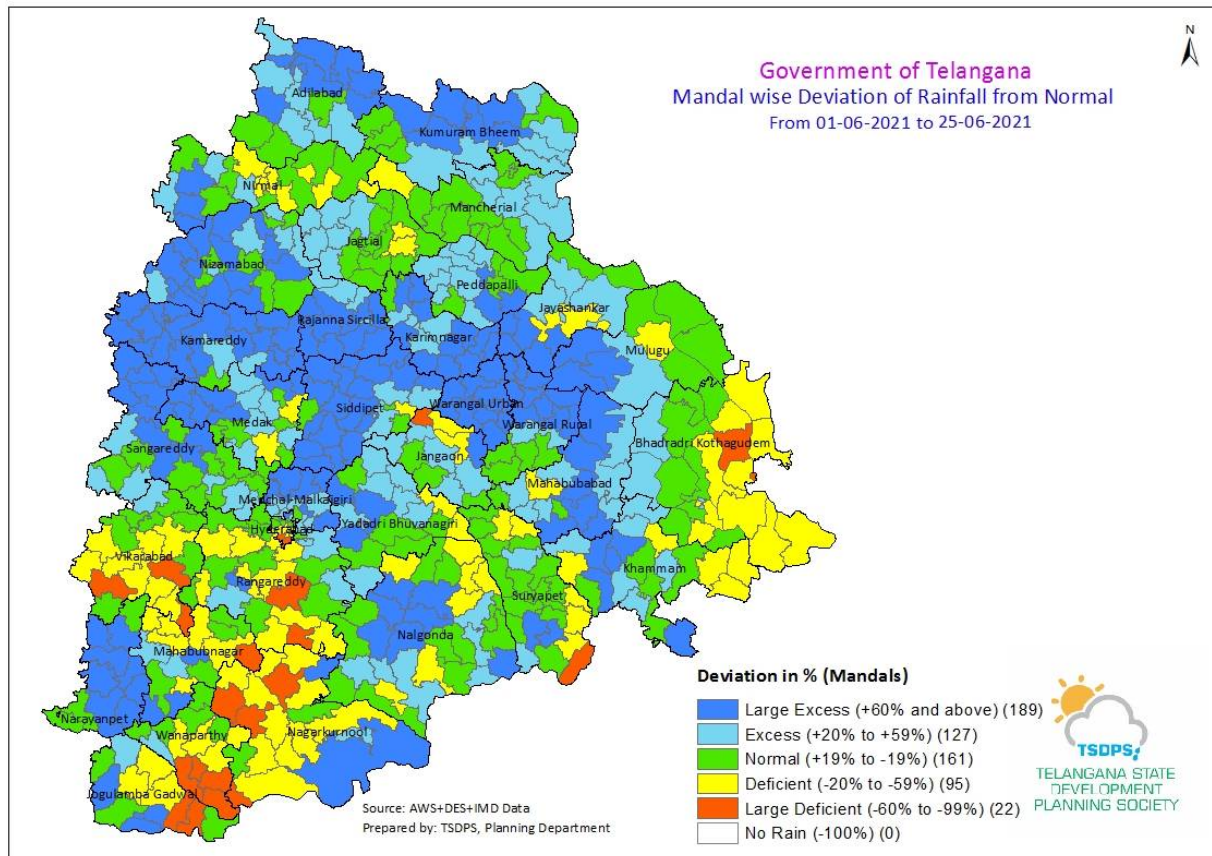 N
Government of Telangana
Mandal wise Deviation of Rainfall from Normal
From 01-06-2021 to 25-06-2021
Adilabad
Kumuram Bheem
Nirmal
Mancherial
Jagtial
Nizamabad
Peddapalli
Jayashankar
Rajanna Sircilla
Kamareddy
Karimnagar
Mulugu
Siddipet
Warangal Urban
Medak
Warangal Rural
Sangareddy
Jangaon
Bhadradri Kothagudem
Mahabubabad
Medchal-Malkajgiri
Yadadri Bhuvanagiri
Hyderabad
Vikarabad
Khammam
Rangareddy
Suryapet
Nalgonda
Mahabubnagar
Narayanpet
Wanaparthy
Nagarkurnool
Jogulamba Gadwal
Deviation in % (Mandals)
Large Excess (+60% and above) (189)
Excess (+20% to +59%) (127)
Normal (+19% to -19%) (161)
Deficient (-20% to -59%) (95)
Large Deficient (-60% to -99%) (22)
No Rain (-100%) (0)
TSDPS
TELANGANA STATE
DEVELOPMENT
PLANNING SOCIETY
Source: AWS+DES+IMD Data
Prepared by: TSDPS, Planning Department